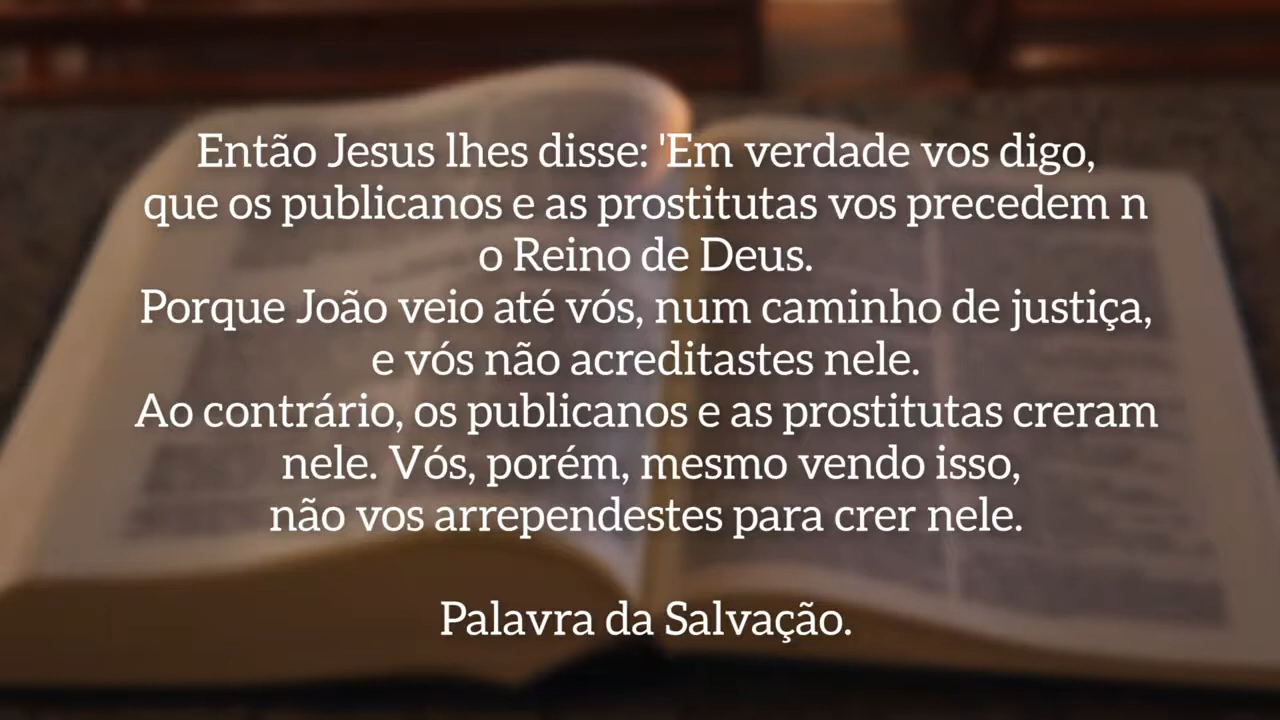 Então Jesus lhes disse: 'Em verdade vos digo,
que os publicanos e as prostitutas vos precedem n
o Reino de Deus.
Porque João veio até vós, num caminho de justiça,
e vós não acreditastes nele.
Ao contrário, os publicanos e as prostitutas creram
nele. Vós, porém, mesmo vendo isso,
não vos arrependestes para crer nele.
Palavra da Salvação.